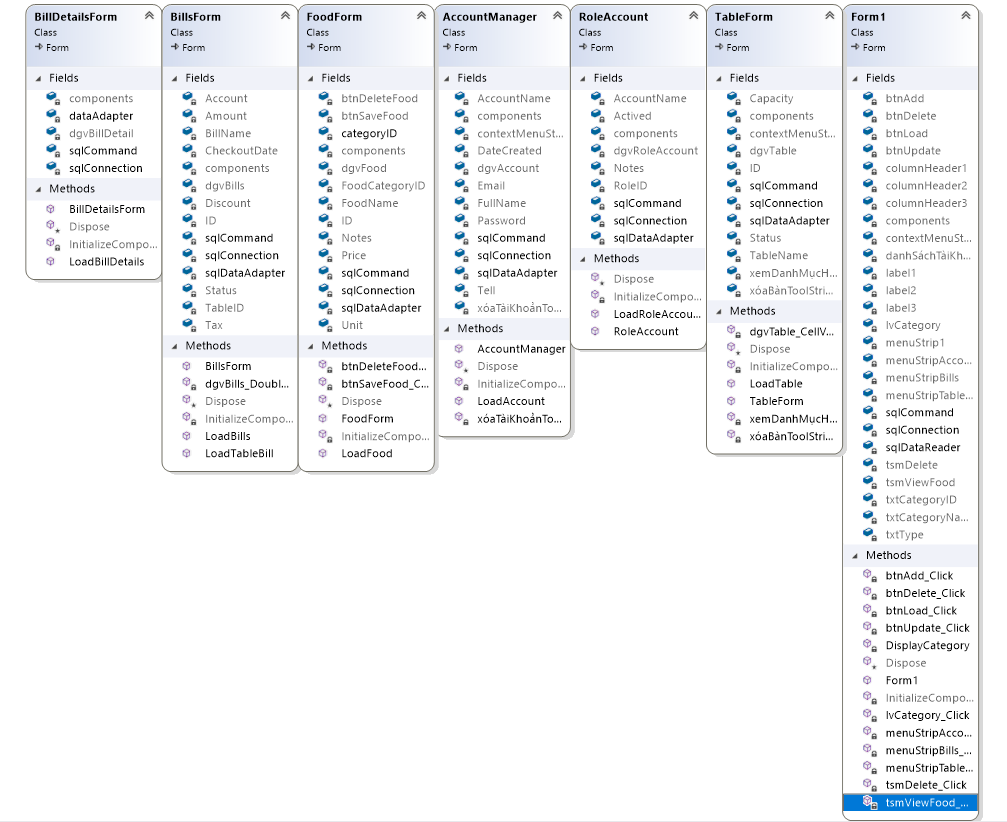 BillDetailsForm
Class
Form
Fields
components
dataAdapter
dgvBillDetail
sqlCommand
sqlConnection
Methods
BillDetailsForm
Dispose
InitializeCompo...
LoadBillDetails
BillsForm
Class
Form
Fields
Account
Amount
BillName
CheckoutDate
components
dgvBills
Discount
ID
sqlCommand
sqlConnection
sqlDataAdapter
Status
TableID
Tax
Methods
BillsForm
dgvBills_Doubl...
Dispose
InitializeCompo...
LoadBills
LoadTableBill
FoodForm
Class
Form
Fields
btnDeleteFood
btnSaveFood
categoryID
components
dgvFood
FoodCategoryID
FoodName
ID
Notes
Price
sqlCommand
sqlConnection
sqlDataAdapter
Unit
Methods
btnDeleteFood...
btnSaveFood_C...
Dispose
FoodForm
InitializeCompo...
LoadFood
AccountManager
Class
Form
Fields
AccountName
components
contextMenuSt...
DateCreated
dgvAccount
Email
FullName
Password
sqlCommand
sqlConnection
sqlDataAdapter
Tell
xóaTàiKhoảnTo...
Methods
AccountManager
Dispose
InitializeCompo...
LoadAccount
xóaTàiKhoảnTo...
RoleAccount
Class
Form
Fields
AccountName
Actived
components
dgvRoleAccount
Notes
RoleID
sqlCommand
sqlConnection
sqlDataAdapter
Methods
Dispose
InitializeCompo...
LoadRoleAccou...
RoleAccount
TableForm
Class
Form
Fields
Capacity
components
contextMenuSt...
dgvTable
ID
sqlCommand
sqlConnection
sqlDataAdapter
Status
TableName
xemDanhMụcH...
xóaBànToolStri...
Methods
dgvTable_CellV...
Dispose
InitializeCompo...
LoadTable
TableForm
xemDanhMụcH...
xóaBànToolStri...
Form1
Class
Form
Fields
btnAdd
btnDelete
btnLoad
btnUpdate
columnHeader1
columnHeader2
columnHeader3
components
contextMenuSt...
danhSáchTàiKh...
label1
label2
label3
lvCategory
menuStrip1
menuStripAcco...
menuStripBills
menuStripTable...
sqlCommand
sqlConnection
sqlDataReader
tsmDelete
tsmViewFood
txtCategoryID
txtCategoryNa...
txtType
Methods
btnAdd_Click
btnDelete_Click
btnLoad_Click
btnUpdate_Click
DisplayCategory
Dispose
Form1
InitializeCompo...
lvCategory_Click
menuStripAcco...
menuStripBills_...
menuStripTable...
tsmDelete_Click
tsmViewFood_...